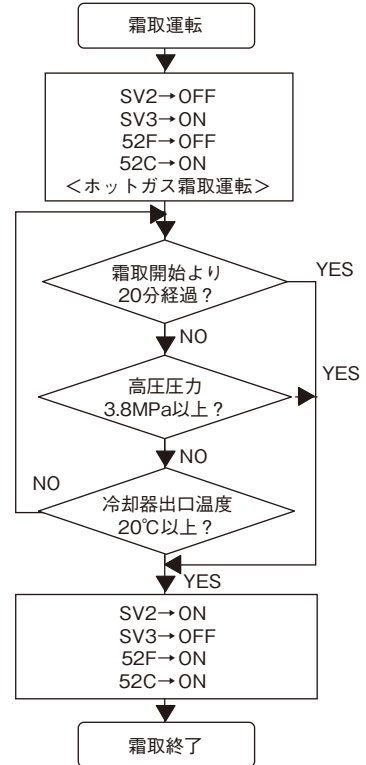 霜取運転
SV2→OFF
SV3→ON
52F→OFF
52C→ON
＜ホットガス霜取運転＞
霜取開始より
20分経過？
YES
NO
高圧圧力
3.8MPa以上？
YES
NO
NO
冷却器出口温度
20℃以上？
YES
SV2→ON
SV3→OFF
52F→ON
52C→ON
霜取終了